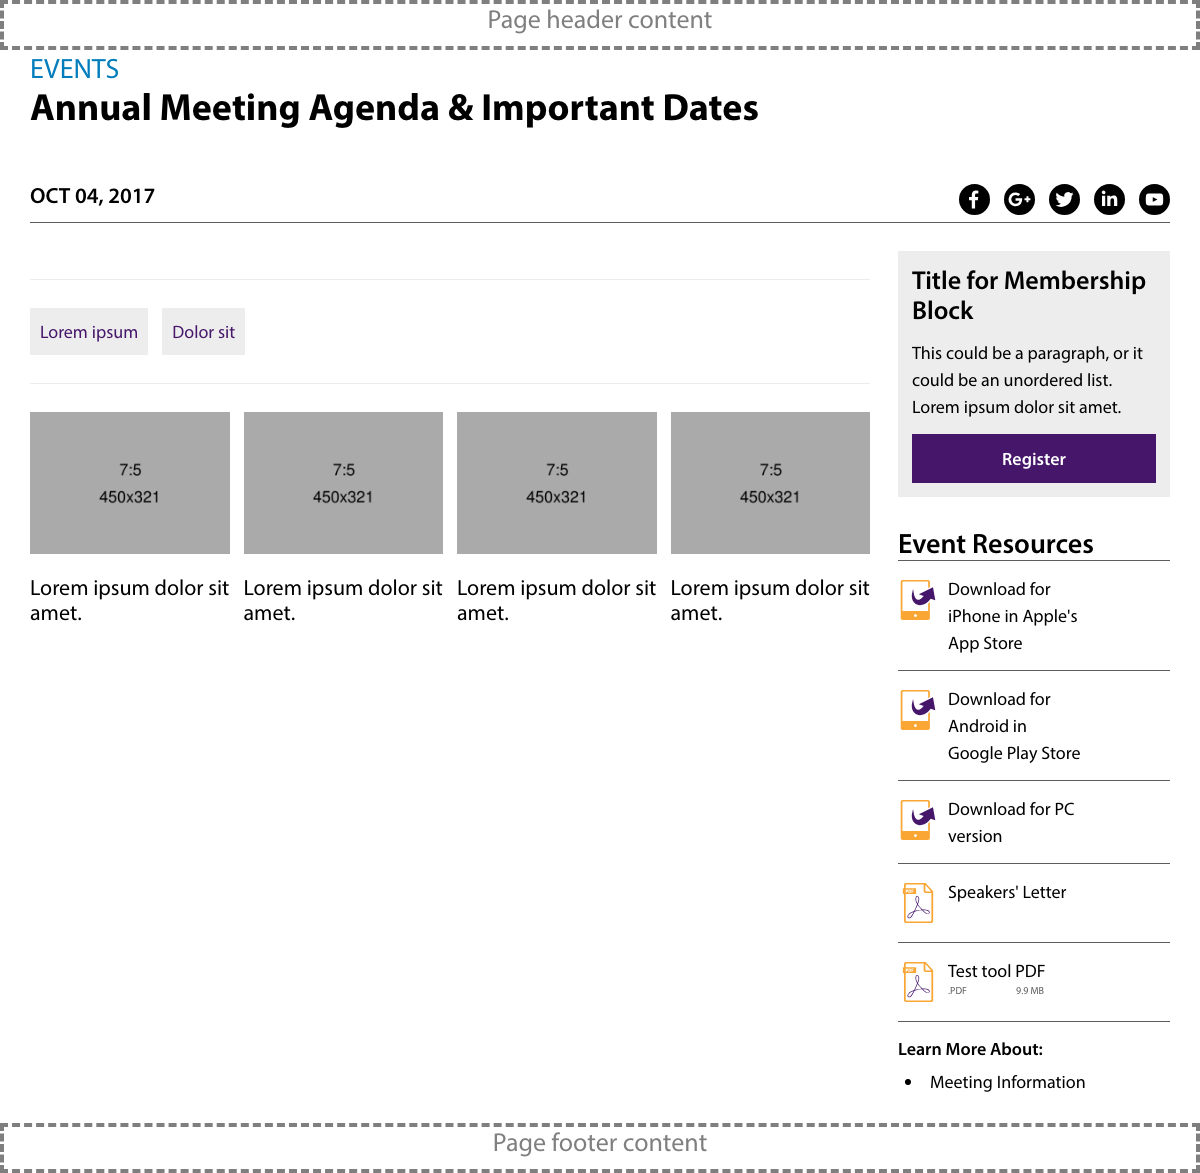 Page header content
EVENTS
Annual Meeting Agenda & Important Dates
OCT 04, 2017
Lorem ipsum
Dolor sit
7:5
450x321
7:5
450x321
7:5
450x321
7:5
450x321
Lorem ipsum dolor sit
amet.
Lorem ipsum dolor sit
amet.
Lorem ipsum dolor sit
amet.
Lorem ipsum dolor sit
amet.
Title for Membership
Block
This could be a paragraph, or it
could be an unordered list.
Lorem ipsum dolor sit amet.
Register
Event Resources
Download for
iPhone in Apple's
App Store
Download for
Android in
Google Play Store
Download for PC
version
PDF
Speakers' Letter
PDF
Test tool PDF
.PDF 9.9 MB
Learn More About:
• Meeting Information
Page footer content